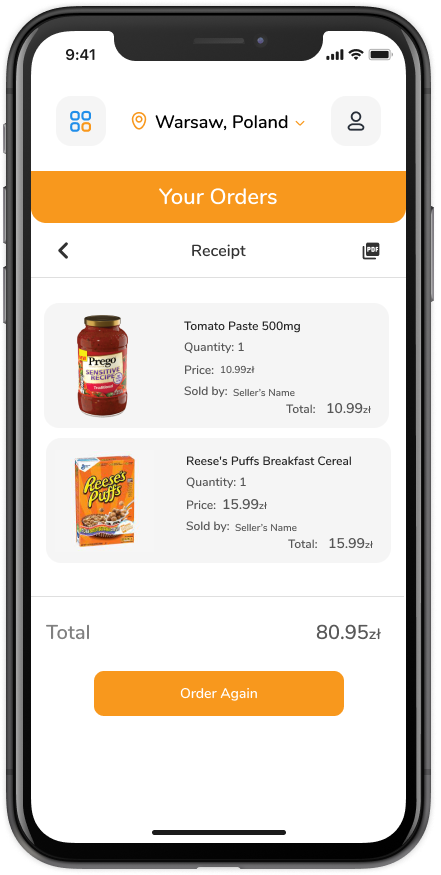 9:41
Warsaw, Poland
Your Orders
Receipt
PDF
Tomato Paste 500mg
Quantity: 1
Price: 10.99zł
Sold by: Seller's Name
Total: 10.99zł
Prego
SENSITIVE
RECIPE
Traditional
Reese's Puffs Breakfast Cereal
Quantity: 1
Price: 15.99zł
Sold by: Seller's Name
Total: 15.99zł
Reese's
Puffs
Total 80.95zł
Order Again